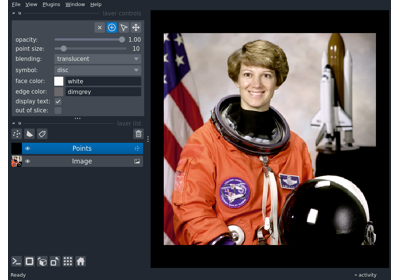 File View Plugins Window Help
layer controls
opacity: 1.00
point size: 10
blending: translucent
symbol: disc
face color: white
edge color: dimgrey
display text:
out of slice:
layer list
Points
Image
Ready
activity